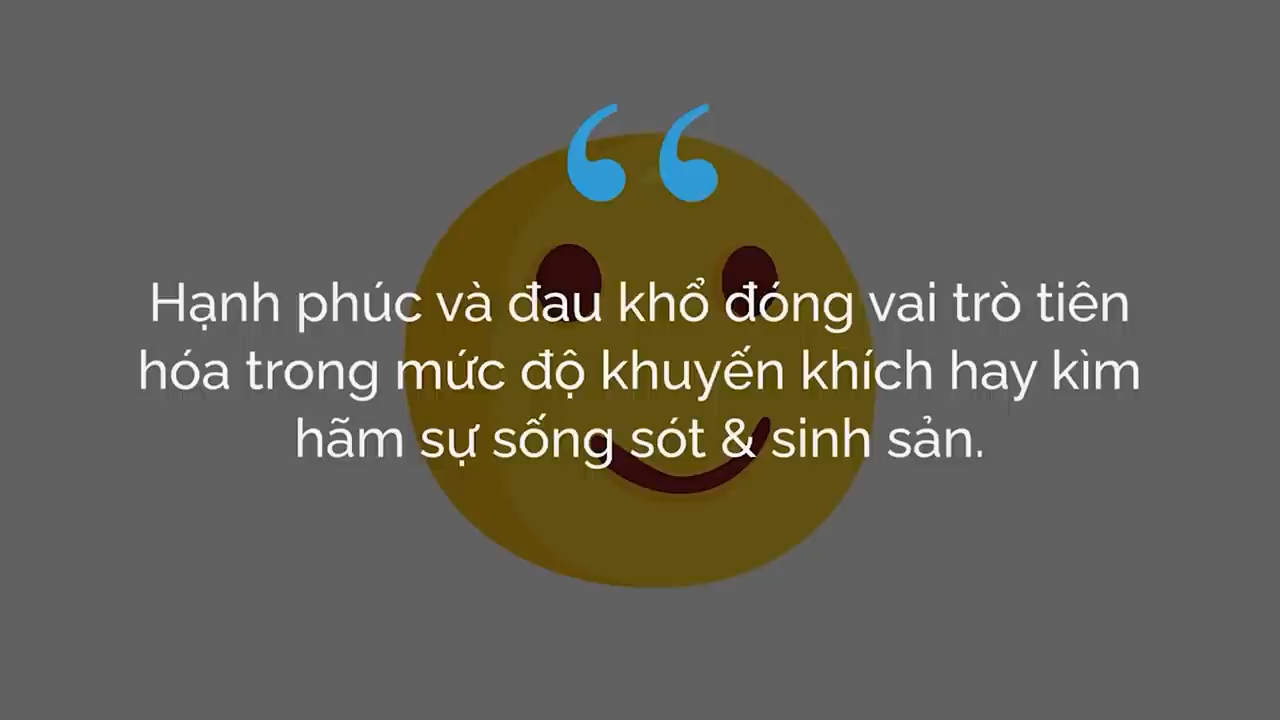 Hạnh phúc và đau khổ đóng vai trò tiên
hóa trong mức độ khuyến khích hay kìm
hãm sự sống sót & sinh sản.